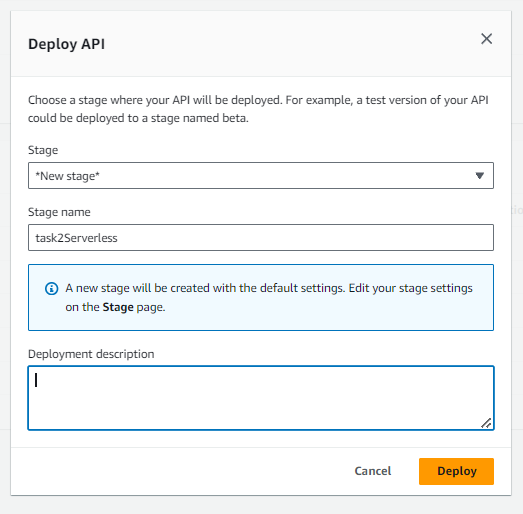 Deploy API
Choose a stage where your API will be deployed. For example, a test version of your API
could be deployed to a stage named beta.
Stage
*New stage*
Stage name
task2Serverless
A new stage will be created with the default settings. Edit your stage settings
on the Stage page.
Deployment description
Cancel
Deploy